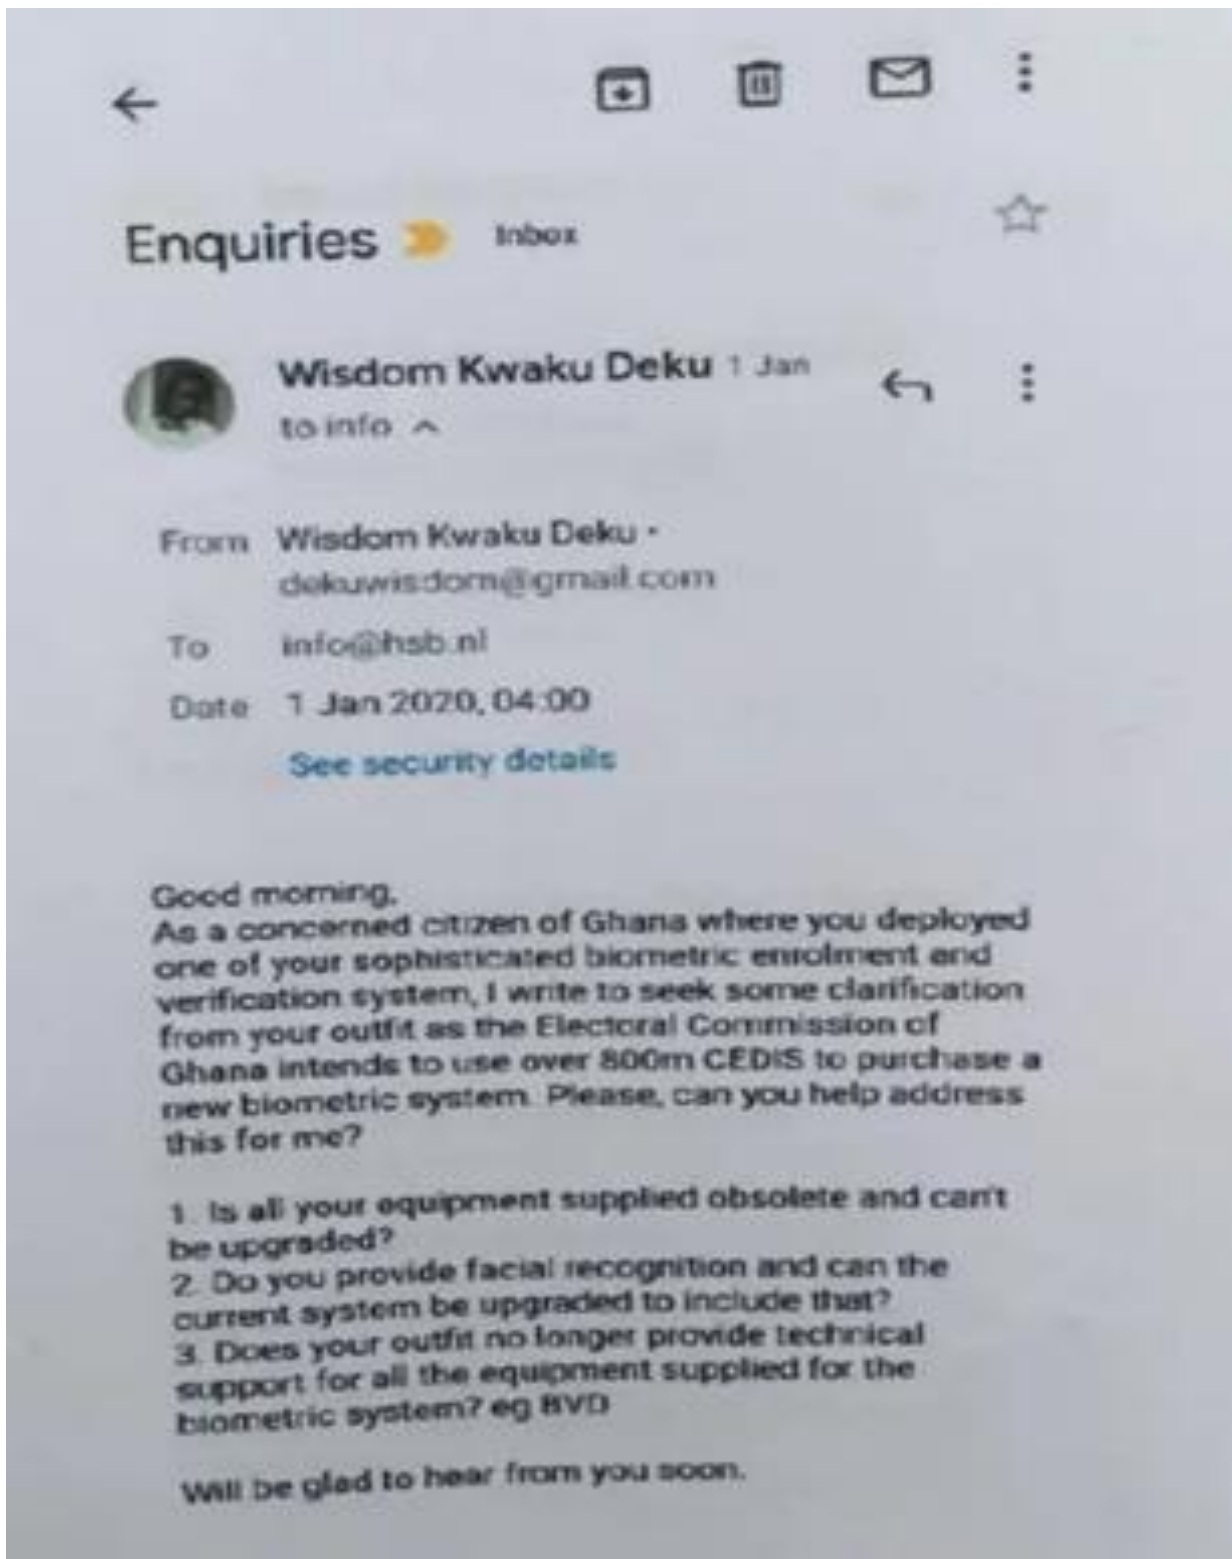 Enquiries Inbox
Wisdom Kwaku Deku 1 Jan
to info
From Wisdom Kwaku Deku •
dekuwisdom@gmail.com
To info@hsb.nl
Date 1 Jan 2020, 04:00
See security details
Good morning,
As a concerned citizen of Ghana where you deployed
one of your sophisticated biometric enrolment and
verification system, I write to seek some clarification
from your outfit as the Electoral Commission of
Ghana intends to use over 800m CEDIS to purchase a
new biometric system. Please, can you help address
this for me?
1. Is all your equipment supplied obsolete and can't
be upgraded?
2. Do you provide facial recognition and can the
current system be upgraded to include that?
3. Does your outfit no longer provide technical
support for all the equipment supplied for the
biometric system? eg BVD
Will be glad to hear from you soon.